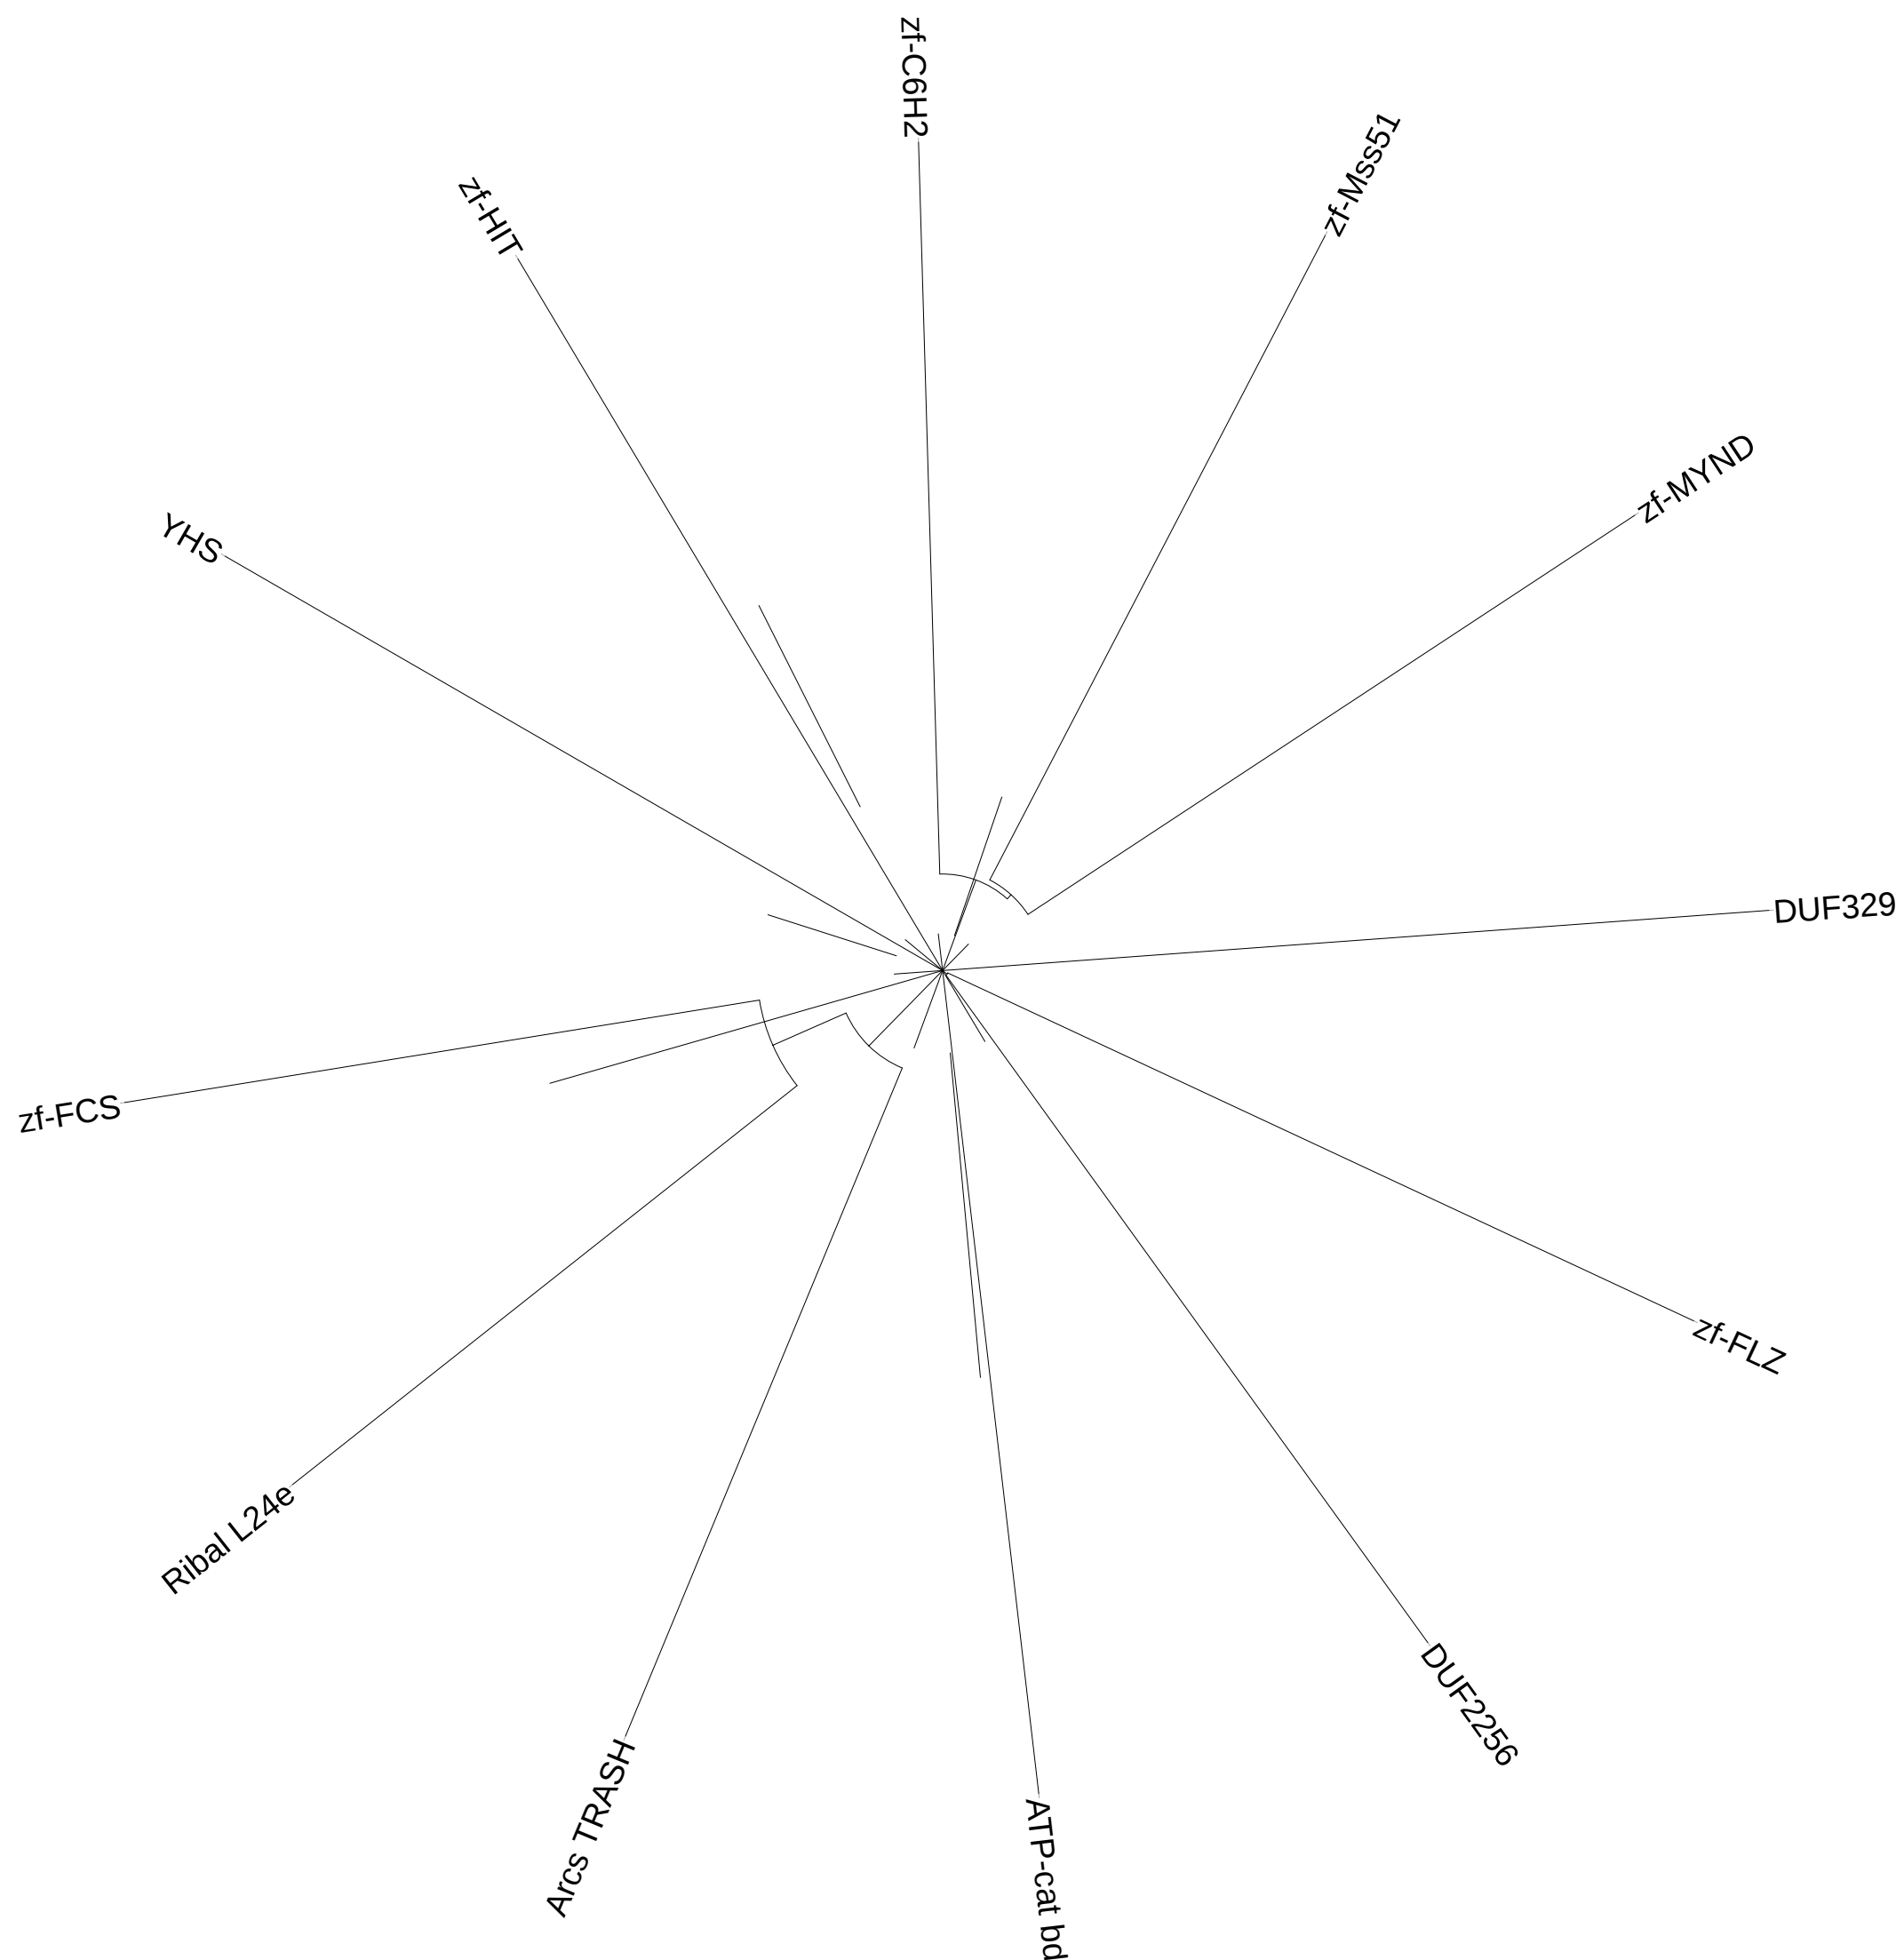 zf-C6H2
zf-Mss51
zf-HIT
zf-MYND
YHS
DUF329
zf-FCS
zf-FLZ
Ribal L24e
DUF2256
Arcs TRASH
ATP-cat bd